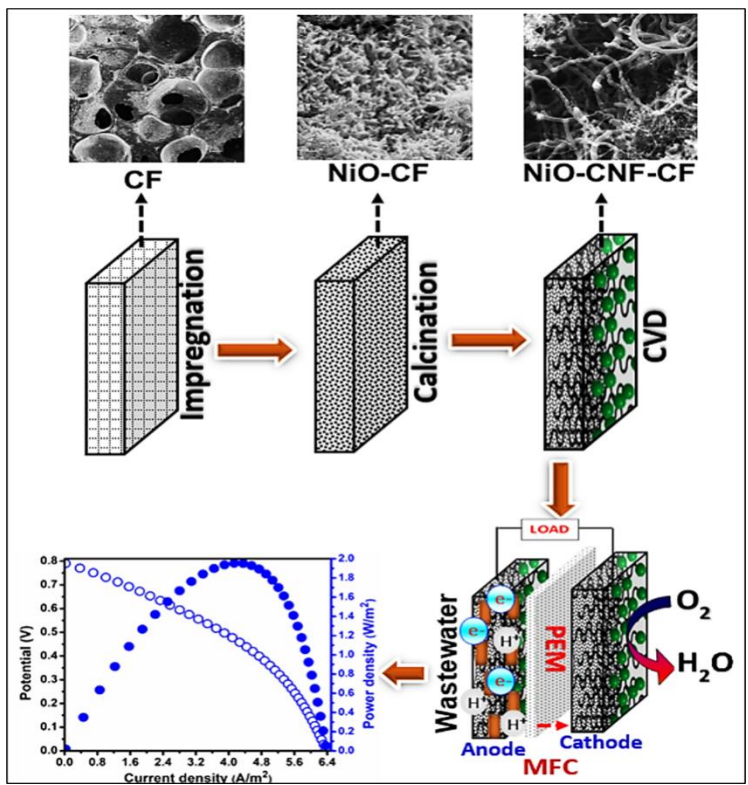 CF
NiO-CF
NiO-CNF-CF
Impregnation
Calcination
CVD
LOAD
Wastewater
e-
e-
e-
H⁺
H⁺
H⁺
PEM
O₂
H₂O
Anode
Cathode
MFC
Potential (V)
0.8
0.7
0.6
0.5
0.4
0.3
0.2
0.1
0.0
2.0
1.8
1.6
1.4
1.2
1.0
0.8
0.6
0.4
0.2
0.0
Power density (W/m²)
0.0 0.8 1.6 2.4 3.2 4.0 4.8 5.6 6.4
Current density (A/m²)